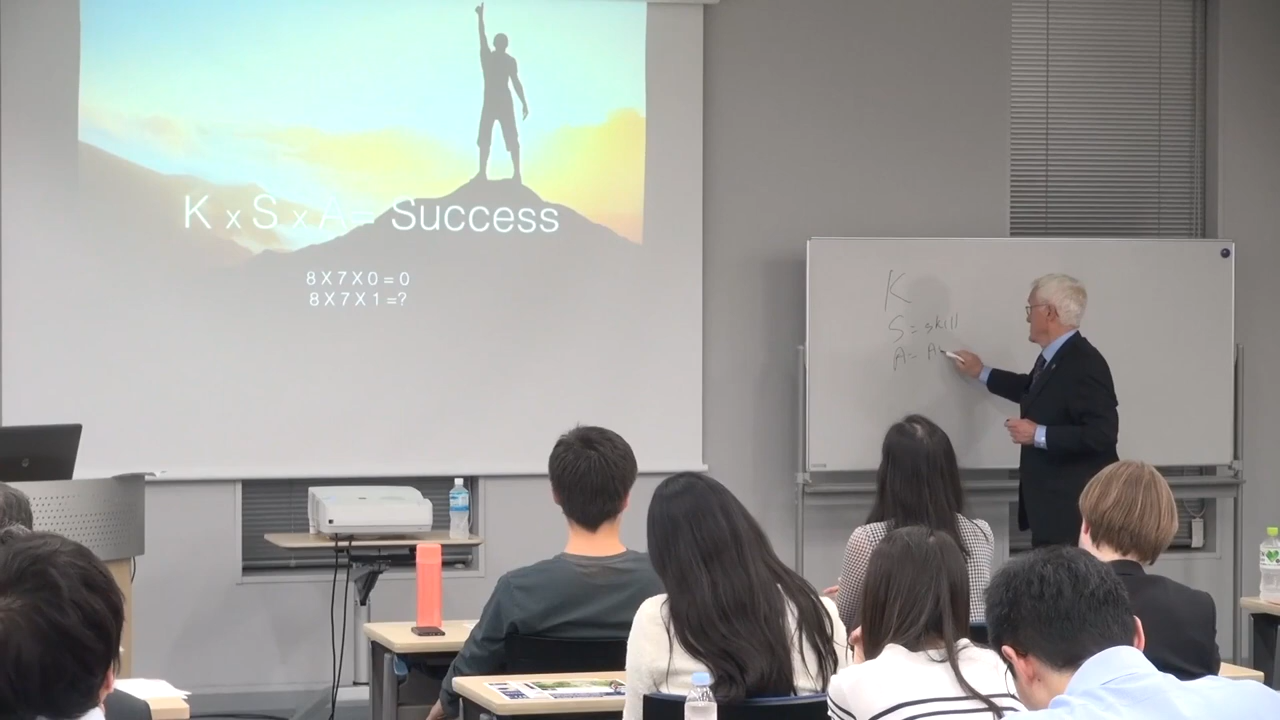 K x S x A = Success
8 X 7 X 0 = 0
8 X 7 X 1 =?
K
S = skill
A = A